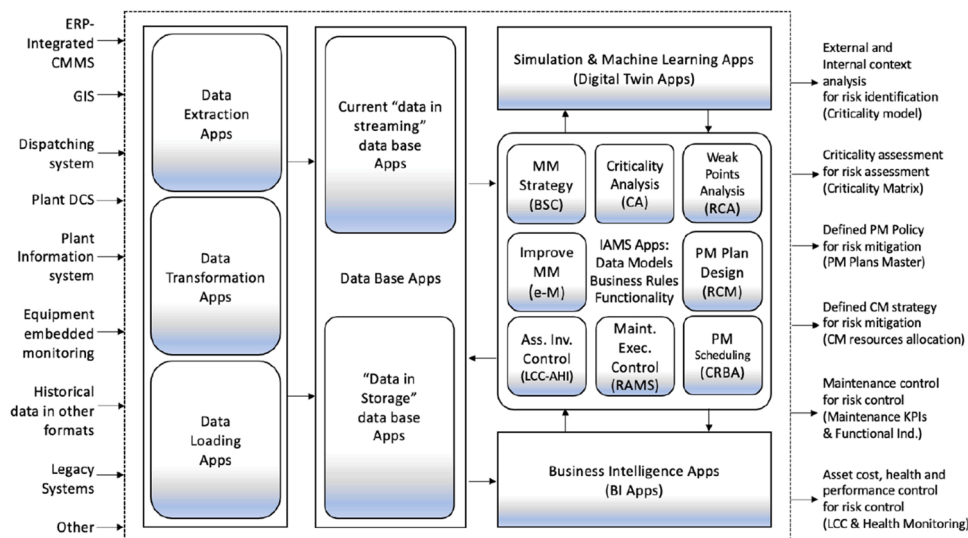 ERP-
Integrated
CMMS
GIS
Dispatching
system
Plant DCS
Plant
Information
system
Equipment
embedded
monitoring
Historical
data in other
formats
Legacy
Systems
Other
Data
Extraction
Apps
Data
Transformation
Apps
Data
Loading
Apps
Current “data in
streaming”
data base
Apps
Data Base Apps
“Data in
Storage”
data base
Apps
Simulation & Machine Learning Apps
(Digital Twin Apps)
MM
Strategy
(BSC)
Criticality
Analysis
(CA)
Weak
Points
Analysis
(RCA)
Improve
MM
(e-M)
IAMS Apps:
Data Models
Business Rules
Functionality
PM Plan
Design
(RCM)
Ass. Inv.
Control
(LCC-AHI)
Maint.
Exec.
Control
(RAMS)
PM
Scheduling
(CRBA)
Business Intelligence Apps
(BI Apps)
External and
Internal context
analysis
for risk identification
(Criticality model)
Criticality assessment
for risk assessment
(Criticality Matrix)
Defined PM Policy
for risk mitigation
(PM Plans Master)
Defined CM strategy
for risk mitigation
(CM resources allocation)
Maintenance control
for risk control
(Maintenance KPIs
& Functional Ind.)
Asset cost, health and
performance control
for risk control
(LCC & Health Monitoring)